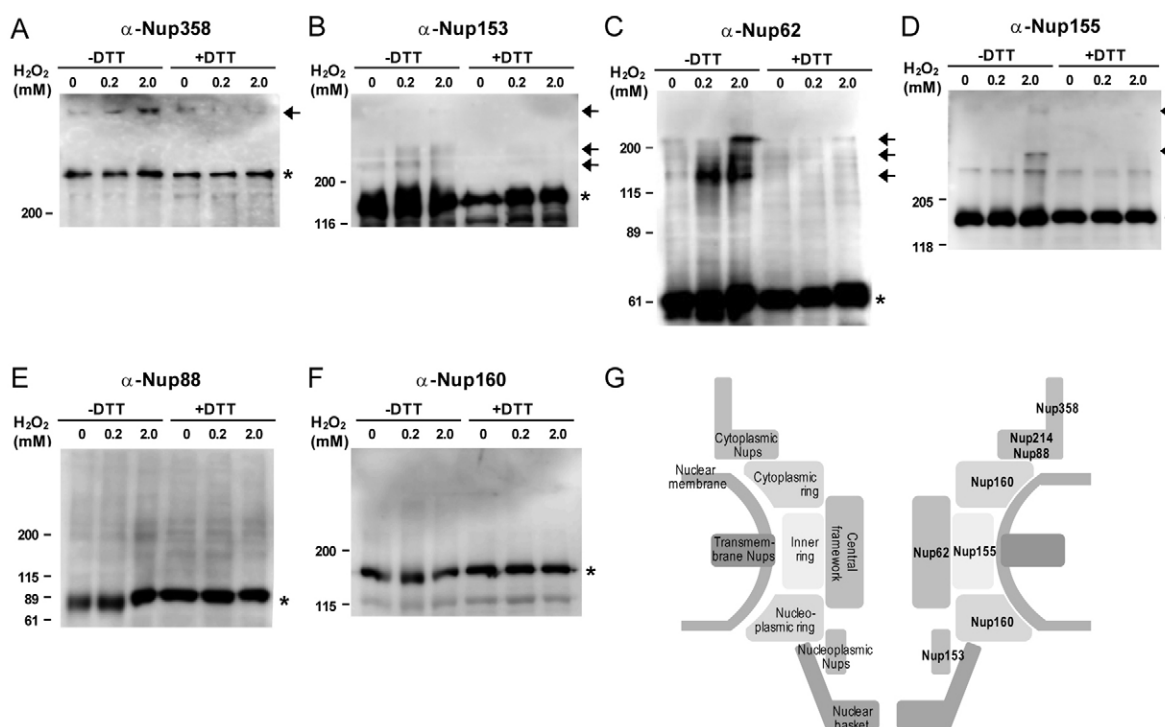 A
α-Nup358
-DTT +DTT
H2O2
(mM)
0 0.2 2.0 0 0.2 2.0
*
200
B
α-Nup153
-DTT +DTT
H2O2
(mM)
0 0.2 2.0 0 0.2 2.0
200
*
116
C
α-Nup62
-DTT +DTT
H2O2
(mM)
0 0.2 2.0 0 0.2 2.0
200
115
89
61
*
D
α-Nup155
-DTT +DTT
H2O2
(mM)
0 0.2 2.0 0 0.2 2.0
205
118
E
α-Nup88
-DTT +DTT
H2O2
(mM)
0 0.2 2.0 0 0.2 2.0
200
115
89
*
61
F
α-Nup160
-DTT +DTT
H2O2
(mM)
0 0.2 2.0 0 0.2 2.0
200
*
115
G
Cytoplasmic
Nups
Nuclear
membrane
Cytoplasmic
ring
Transmem-
brane Nups
Inner
ring
Central
framework
Nucleo-
plasmic ring
Nucleoplasmic
Nups
Nuclear
basket
Nup358
Nup214
Nup88
Nup160
Nup62
Nup155
Nup160
Nup153